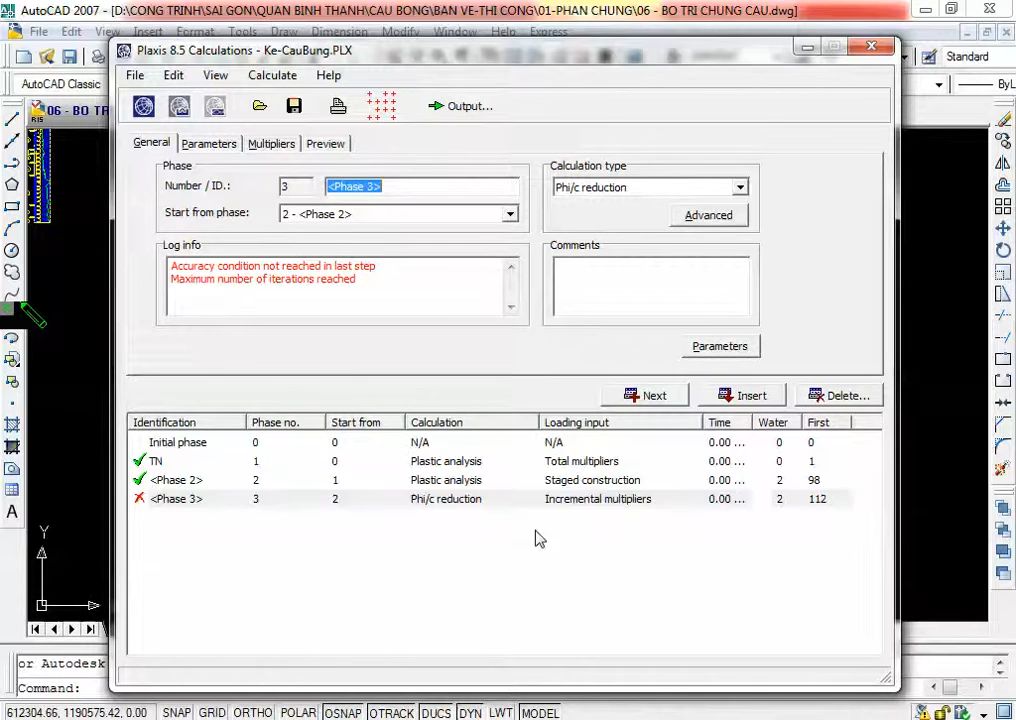 AutoCAD 2007 - [D:\CONG TRINH\SAI GON\QUAN BINH THANH\CAU BONG\BAN VE-THI CONG\01-PHAN CHUNG\06 - BO TRI CHUNG CAU.dwg]
File Edit View Insert Format Tools Draw Dimension Modify Window Help Express
Standard
AutoCAD Classic
ByL
06 - BO TR
Plaxis 8.5 Calculations - Ke-CauBung.PLX
File Edit View Calculate Help
Output...
General Parameters Multipliers Preview
Phase
Number / ID.: 3 <Phase 3>
Start from phase: 2 - <Phase 2>
Calculation type
Phi/c reduction
Advanced
Log info
Accuracy condition not reached in last step
Maximum number of iterations reached
Comments
Parameters
Next Insert Delete...
Identification Phase no. Start from Calculation Loading input Time Water First
Initial phase 0 0 N/A N/A 0.00 ... 0 0
TN 1 0 Plastic analysis Total multipliers 0.00 ... 0 1
<Phase 2> 2 1 Plastic analysis Staged construction 0.00 ... 2 98
<Phase 3> 3 2 Phi/c reduction Incremental multipliers 0.00 ... 2 112
Y
A
or Autodesk
Command:
612304.66, 1190575.42, 0.00 SNAP GRID ORTHO POLAR OSNAP OTRACK DUCS DYN LWT MODEL